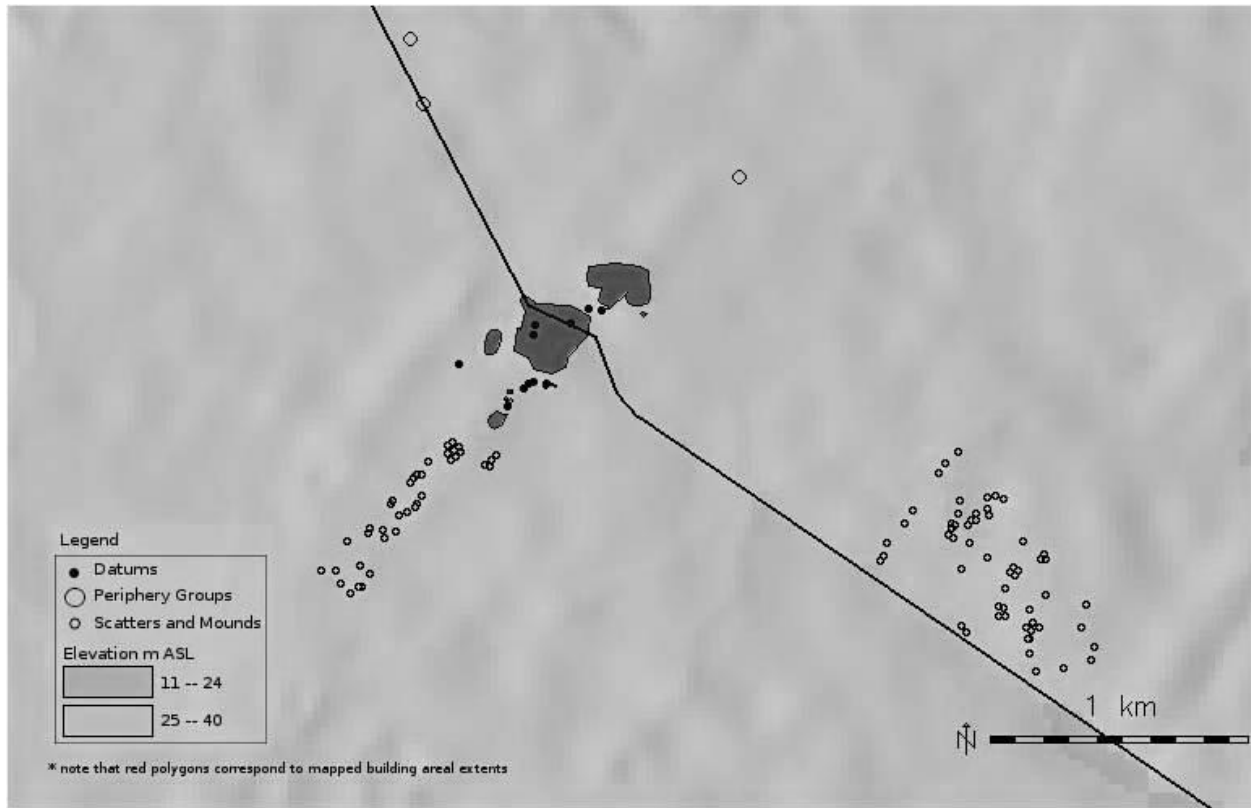 Legend
Datums
Periphery Groups
Scatters and Mounds
Elevation m ASL
11 -- 24
25 -- 40
* note that red polygons correspond to mapped building areal extents
1 km
N